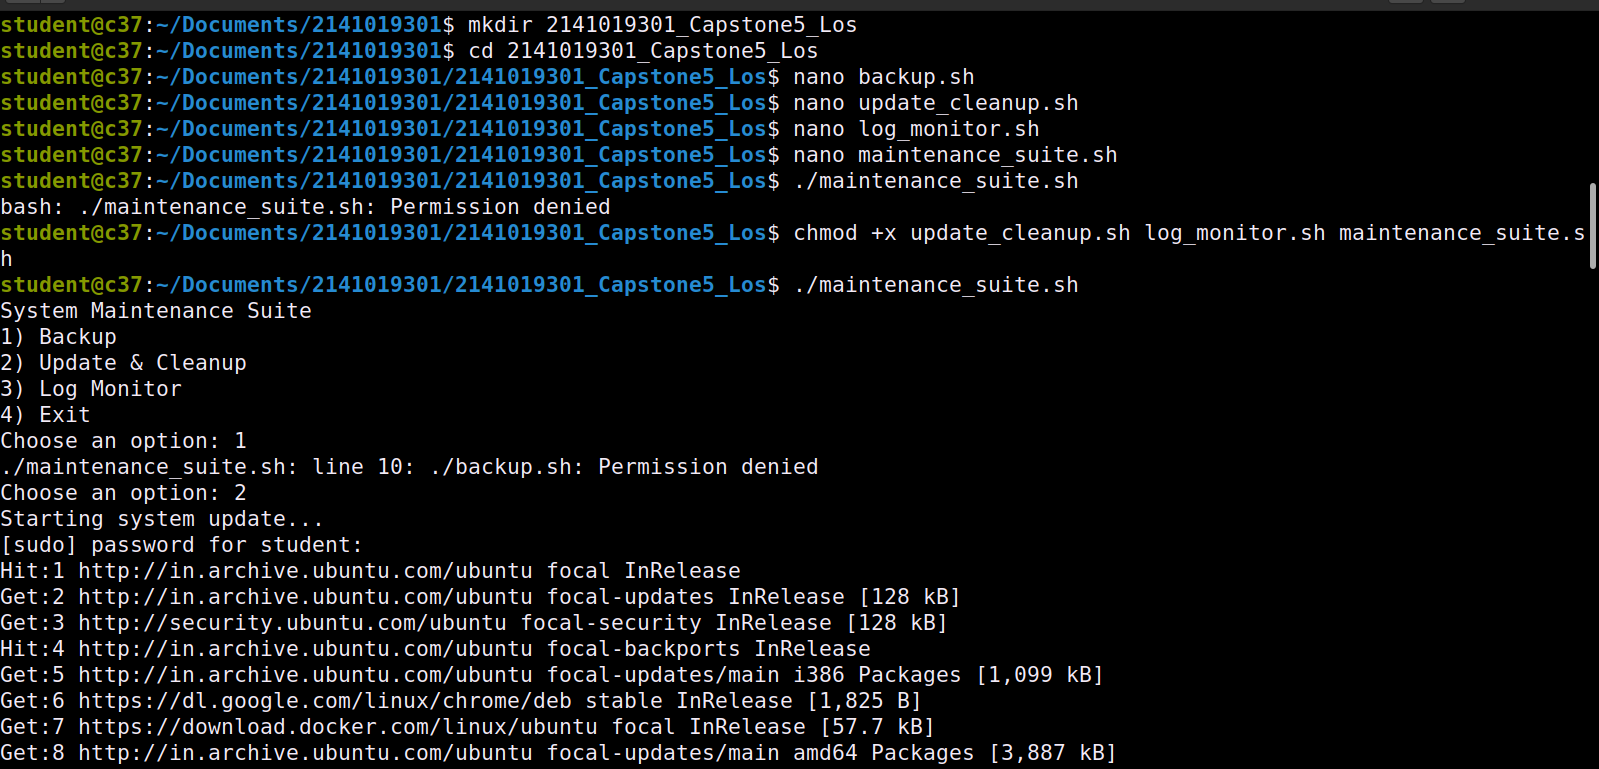 student@c37:~/Documents/2141019301$ mkdir 2141019301_Capstone5_Los
student@c37:~/Documents/2141019301$ cd 2141019301_Capstone5_Los
student@c37:~/Documents/2141019301/2141019301_Capstone5_Los$ nano backup.sh
student@c37:~/Documents/2141019301/2141019301_Capstone5_Los$ nano update_cleanup.sh
student@c37:~/Documents/2141019301/2141019301_Capstone5_Los$ nano log_monitor.sh
student@c37:~/Documents/2141019301/2141019301_Capstone5_Los$ nano maintenance_suite.sh
student@c37:~/Documents/2141019301/2141019301_Capstone5_Los$ ./maintenance_suite.sh
bash: ./maintenance_suite.sh: Permission denied
student@c37:~/Documents/2141019301/2141019301_Capstone5_Los$ chmod +x update_cleanup.sh log_monitor.sh maintenance_suite.s
h
student@c37:~/Documents/2141019301/2141019301_Capstone5_Los$ ./maintenance_suite.sh
System Maintenance Suite
1) Backup
2) Update & Cleanup
3) Log Monitor
4) Exit
Choose an option: 1
./maintenance_suite.sh: line 10: ./backup.sh: Permission denied
Choose an option: 2
Starting system update...
[sudo] password for student:
Hit:1 http://in.archive.ubuntu.com/ubuntu focal InRelease
Get:2 http://in.archive.ubuntu.com/ubuntu focal-updates InRelease [128 kB]
Get:3 http://security.ubuntu.com/ubuntu focal-security InRelease [128 kB]
Hit:4 http://in.archive.ubuntu.com/ubuntu focal-backports InRelease
Get:5 http://in.archive.ubuntu.com/ubuntu focal-updates/main i386 Packages [1,099 kB]
Get:6 https://dl.google.com/linux/chrome/deb stable InRelease [1,825 B]
Get:7 https://download.docker.com/linux/ubuntu focal InRelease [57.7 kB]
Get:8 http://in.archive.ubuntu.com/ubuntu focal-updates/main amd64 Packages [3,887 kB]